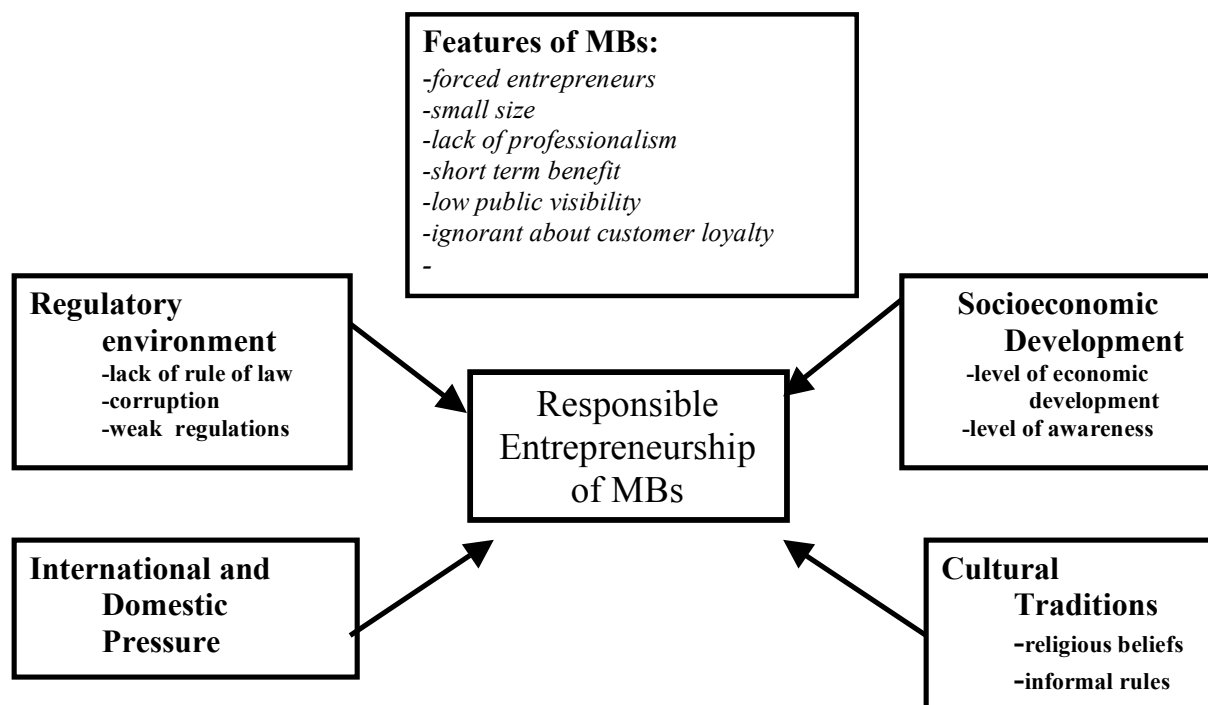 Features of MBs:
-forced entrepreneurs
-small size
-lack of professionalism
-short term benefit
-low public visibility
-ignorant about customer loyalty
-
Regulatory
environment
-lack of rule of law
-corruption
-weak regulations
Socioeconomic
Development
-level of economic
development
-level of awareness
Responsible
Entrepreneurship
of MBs
International and
Domestic
Pressure
Cultural
Traditions
-religious beliefs
-informal rules